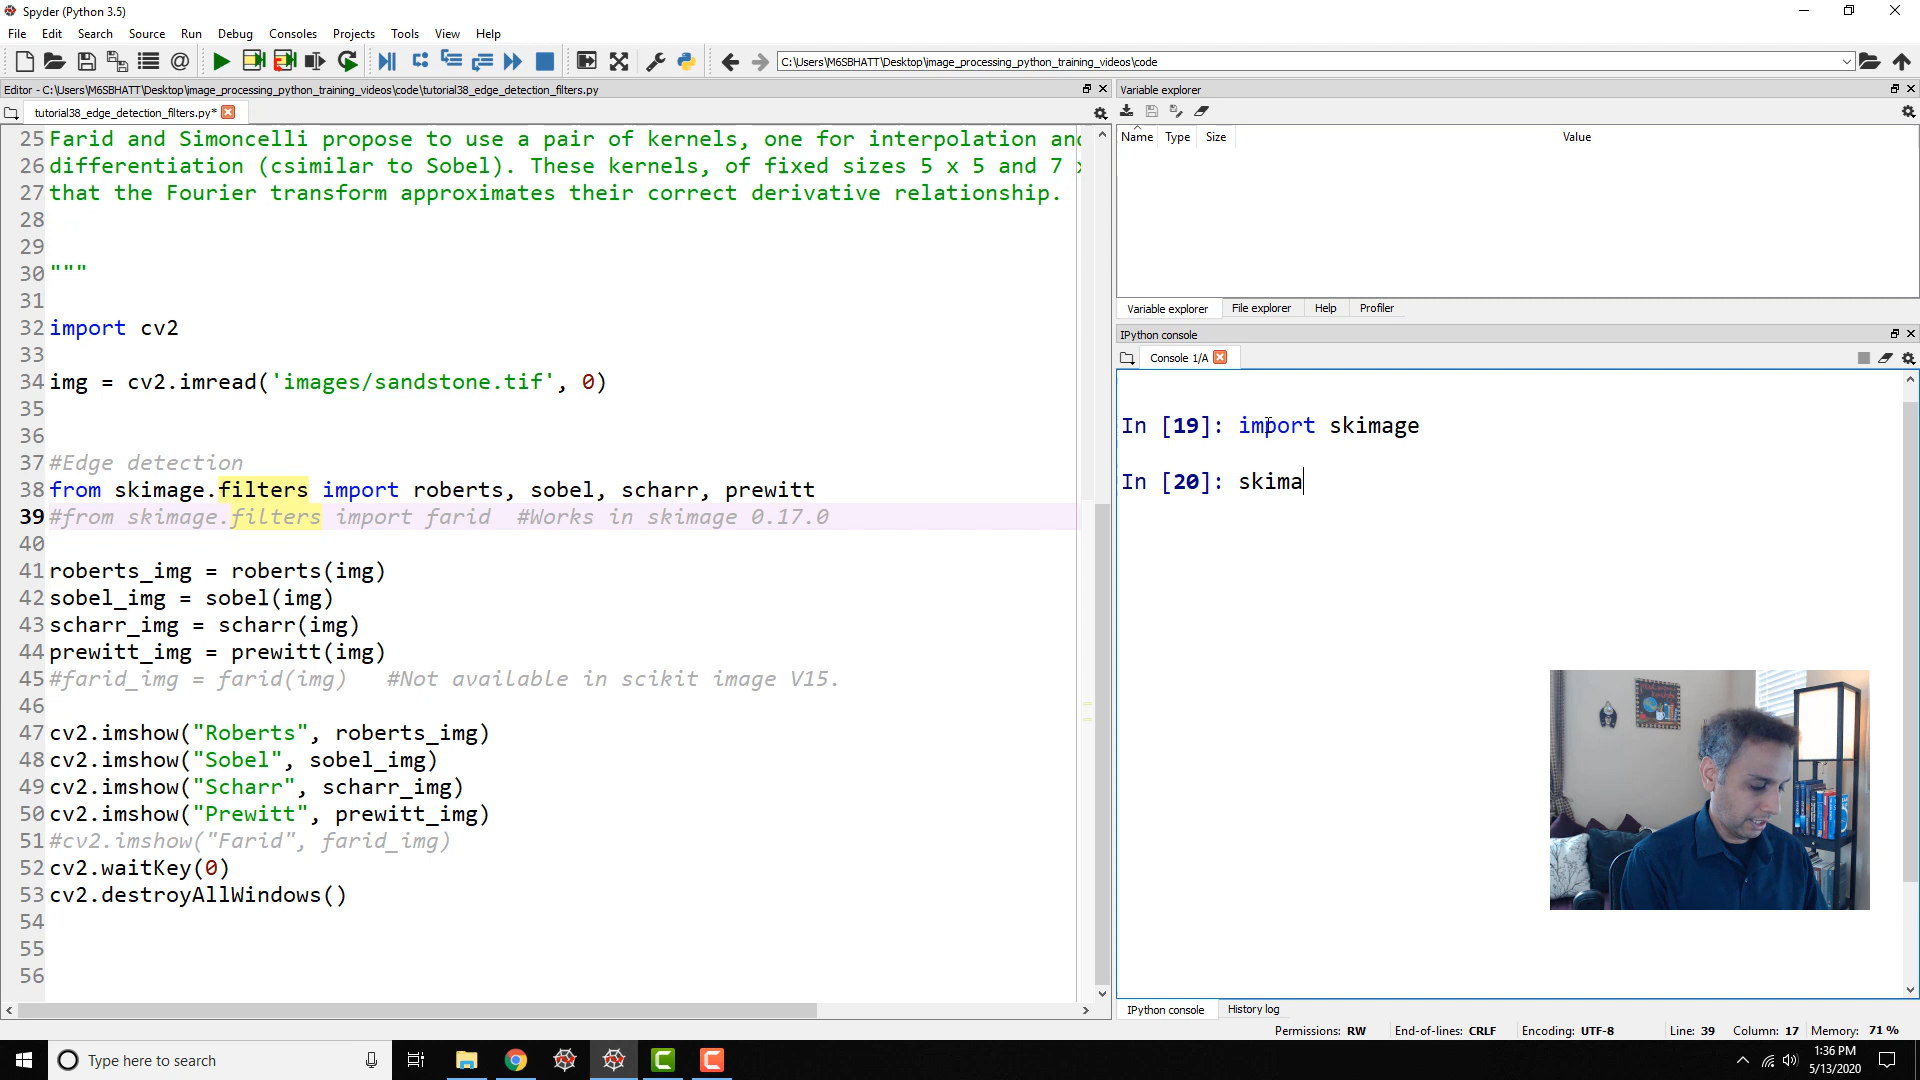 Spyder (Python 3.5)
File Edit Search Source Run Debug Consoles Projects Tools View Help
C:\Users\M6SBHATT\Desktop\image_processing_python_training_videos\code
Editor - C:\Users\M6SBHATT\Desktop\image_processing_python_training_videos\code\tutorial38_edge_detection_filters.py
tutorial38_edge_detection_filters.py*
25 Farid and Simoncelli propose to use a pair of kernels, one for interpolation and
26 differentiation (csimilar to Sobel). These kernels, of fixed sizes 5 x 5 and 7 x
27 that the Fourier transform approximates their correct derivative relationship.
28
29
30 """
31
32 import cv2
33
34 img = cv2.imread('images/sandstone.tif', 0)
35
36
37 #Edge detection
38 from skimage.filters import roberts, sobel, scharr, prewitt
39 #from skimage.filters import farid  #Works in skimage 0.17.0
40
41 roberts_img = roberts(img)
42 sobel_img = sobel(img)
43 scharr_img = scharr(img)
44 prewitt_img = prewitt(img)
45 #farid_img = farid(img)   #Not available in scikit image V15.
46
47 cv2.imshow("Roberts", roberts_img)
48 cv2.imshow("Sobel", sobel_img)
49 cv2.imshow("Scharr", scharr_img)
50 cv2.imshow("Prewitt", prewitt_img)
51 #cv2.imshow("Farid", farid_img)
52 cv2.waitKey(0)
53 cv2.destroyAllWindows()
54
55
56
Variable explorer
Name Type Size Value
Variable explorer File explorer Help Profiler
IPython console
Console 1/A
In [19]: import skimage
In [20]: skima
IPython console History log
Permissions: RW End-of-lines: CRLF Encoding: UTF-8 Line: 39 Column: 17 Memory: 71 %
Type here to search
1:36 PM
5/13/2020